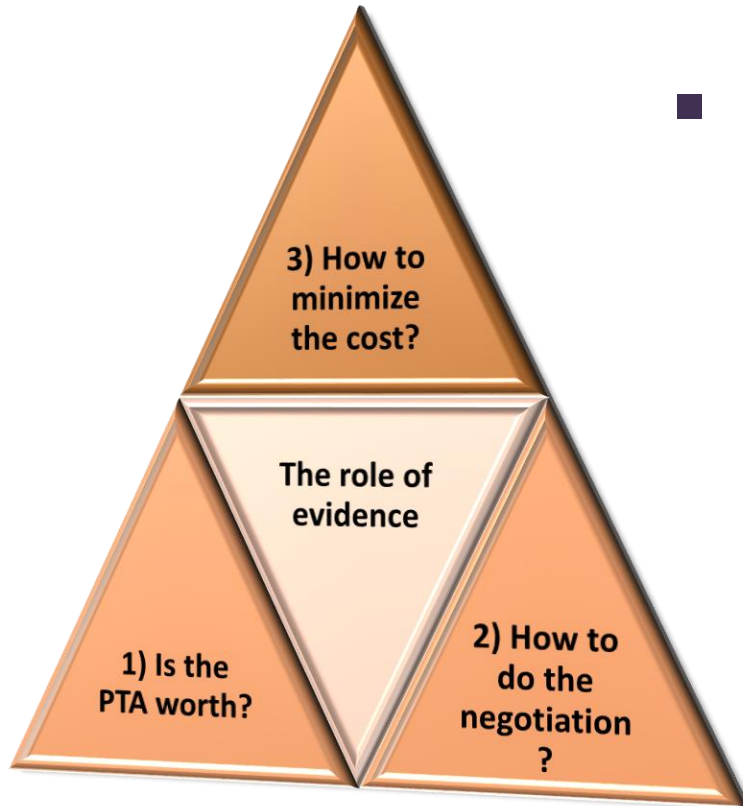 3) How to
minimize
the cost?
The role of
evidence
1) Is the
PTA worth?
2) How to
do the
negotiation
?